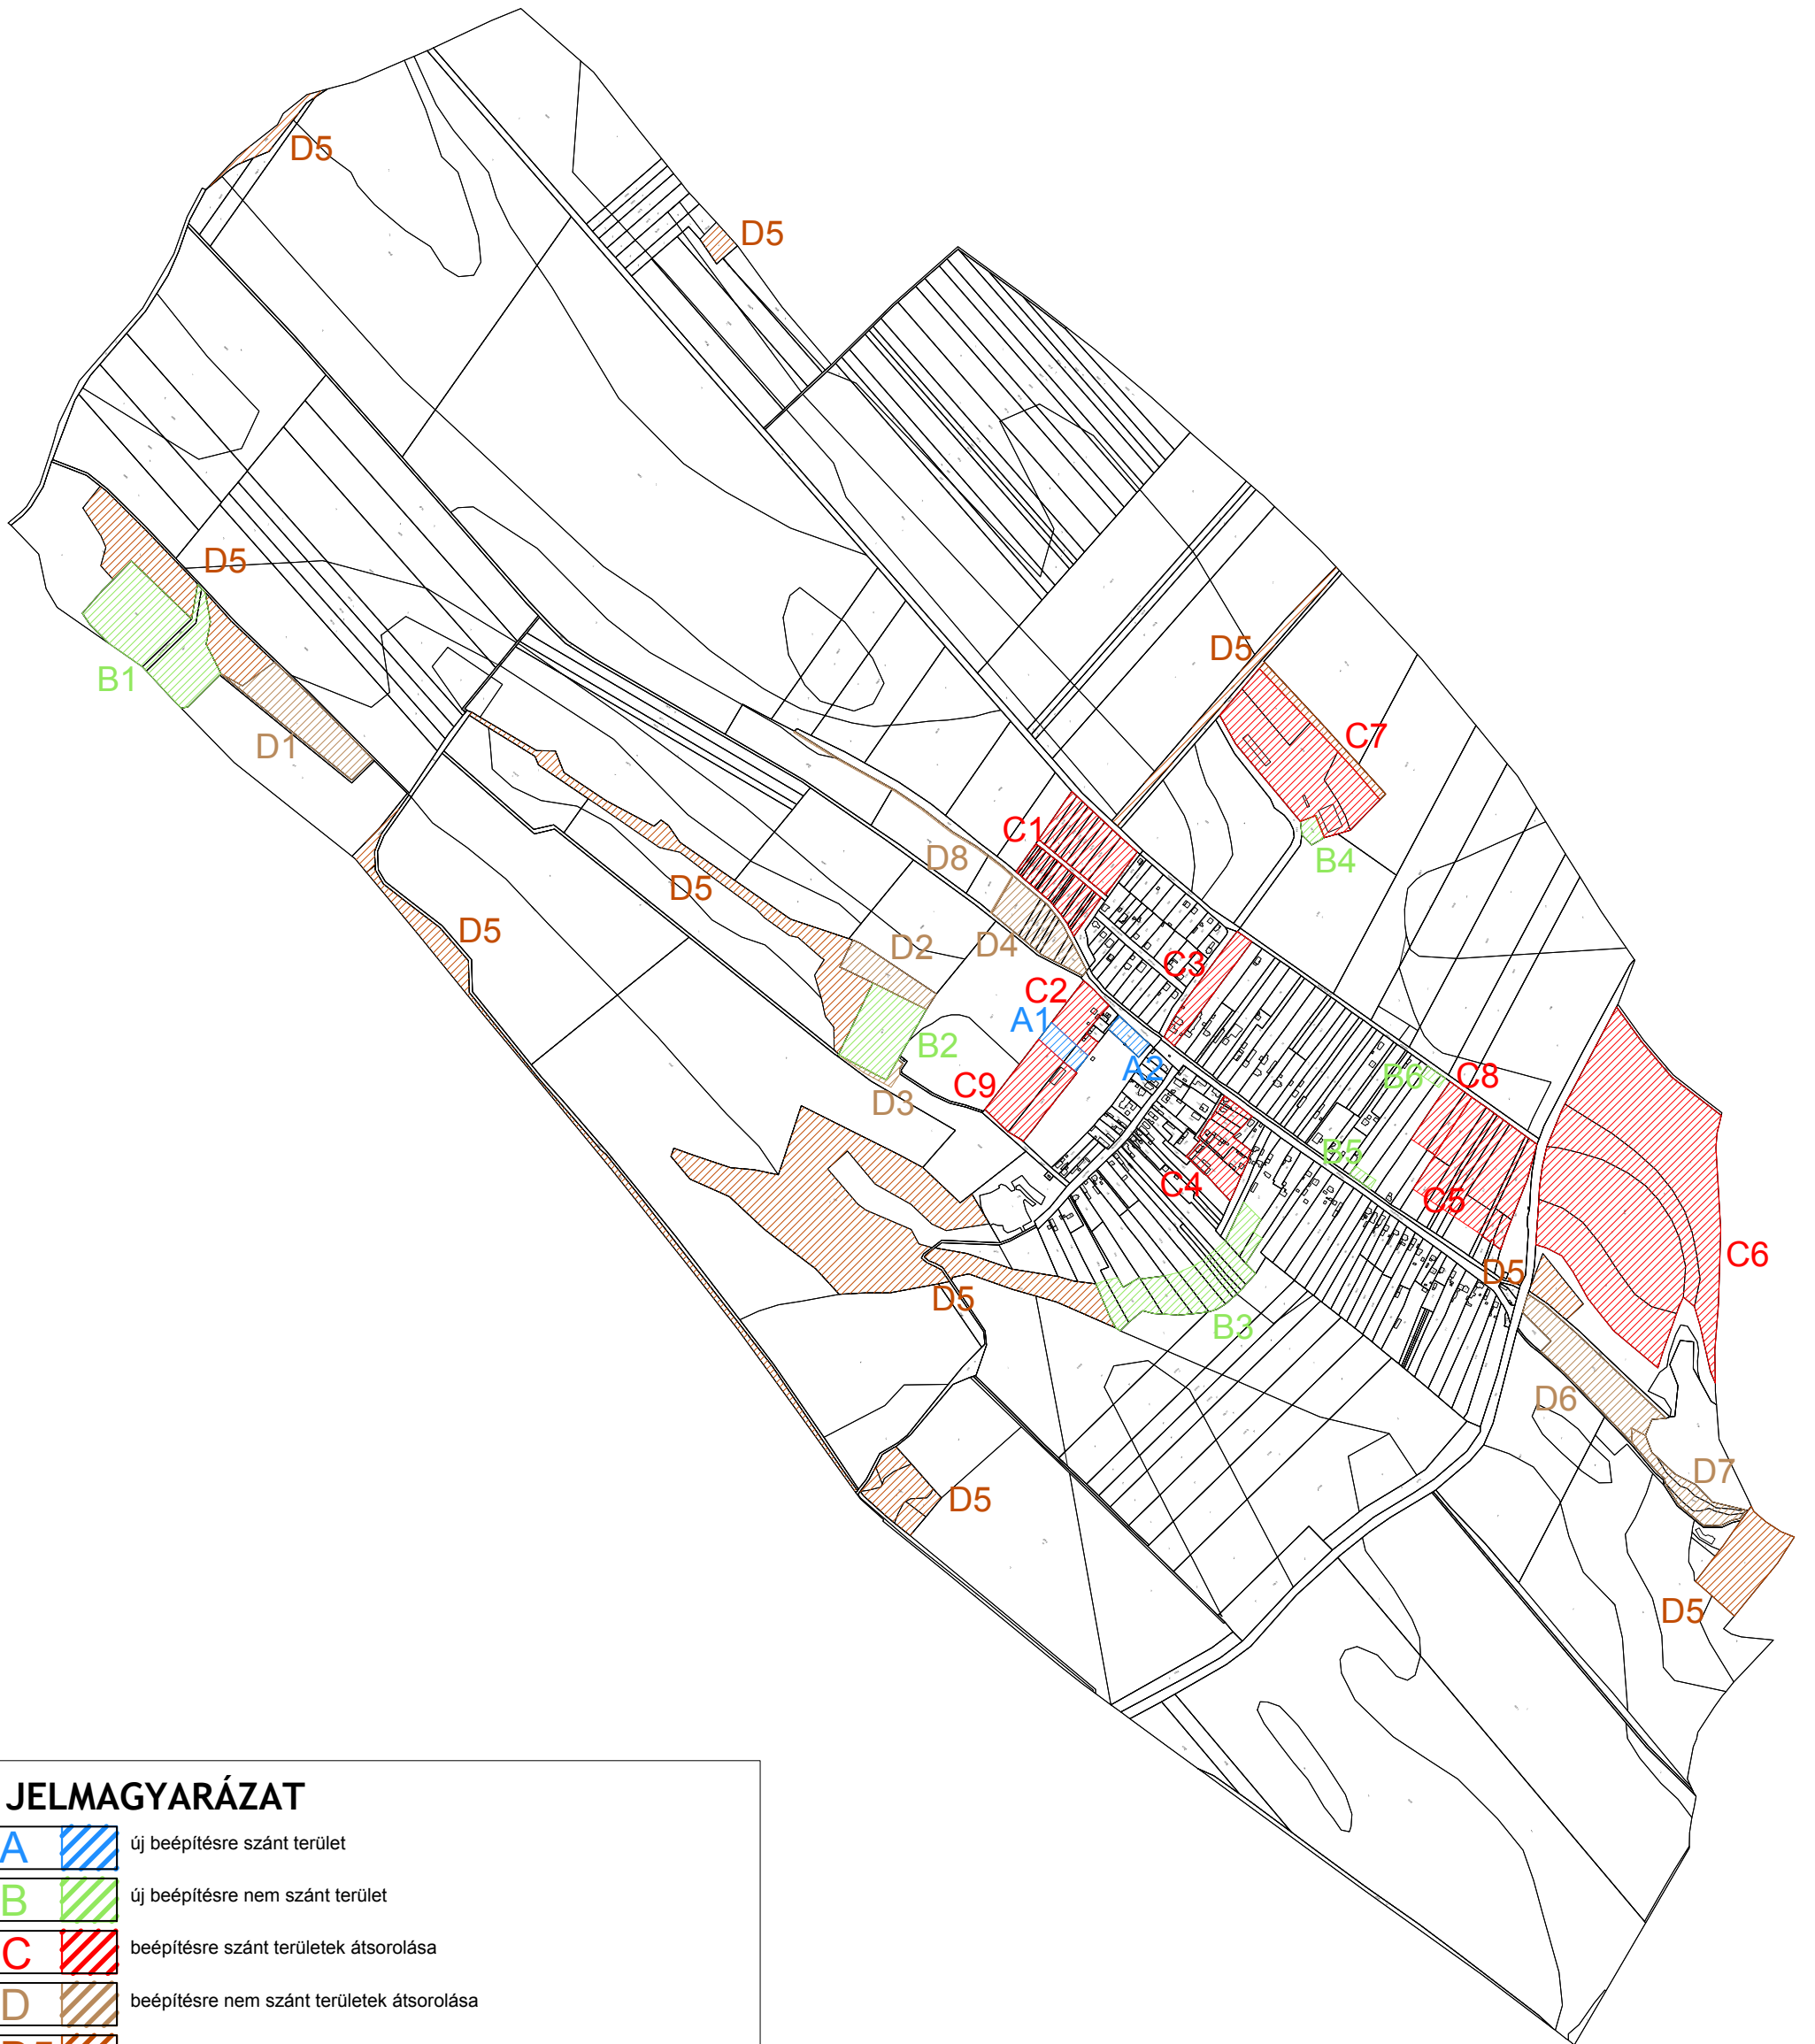 D5
D5
D5
B1
D1
D5
C7
B4
C1
D8
D5
D5
D2
D4
C3
C2
A1
B2
A2
C9
D3
B6
C8
B5
C4
C5
C6
D5
D5
B3
D6
D7
D5
D5
JELMAGYARÁZAT
A új beépítésre szánt terület
B új beépítésre nem szánt terület
C beépítésre szánt területek átsorolása
D beépítésre nem szánt területek átsorolása